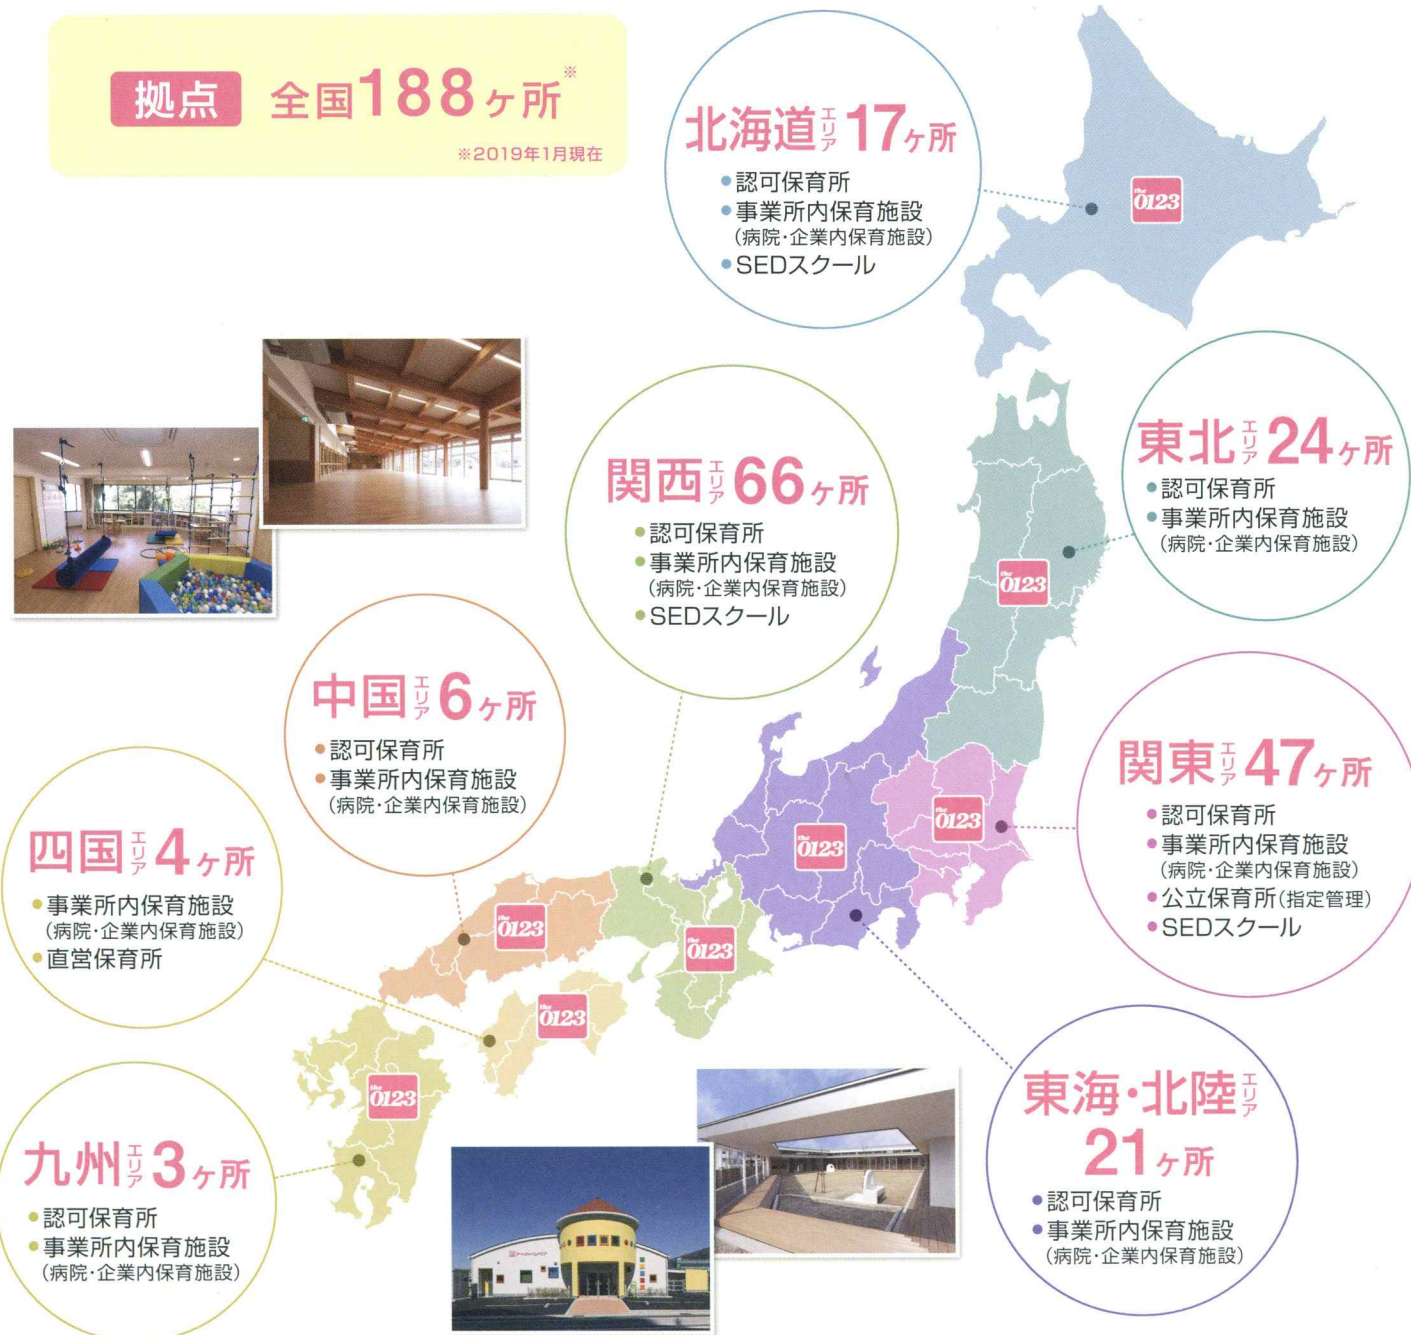 拠点 全国188ヶ所※
※2019年1月現在
北海道エリア 17ヶ所
●認可保育所
●事業所内保育施設
(病院・企業内保育施設)
●SEDスクール
the 0123
東北エリア 24ヶ所
●認可保育所
●事業所内保育施設
(病院・企業内保育施設)
the 0123
関西エリア 66ヶ所
●認可保育所
●事業所内保育施設
(病院・企業内保育施設)
●SEDスクール
the 0123
中国エリア 6ヶ所
●認可保育所
●事業所内保育施設
(病院・企業内保育施設)
the 0123
関東エリア 47ヶ所
●認可保育所
●事業所内保育施設
(病院・企業内保育施設)
●公立保育所(指定管理)
●SEDスクール
the 0123
四国エリア 4ヶ所
●事業所内保育施設
(病院・企業内保育施設)
●直営保育所
the 0123
東海・北陸エリア
21ヶ所
●認可保育所
●事業所内保育施設
(病院・企業内保育施設)
the 0123
九州エリア 3ヶ所
●認可保育所
●事業所内保育施設
(病院・企業内保育施設)
the 0123